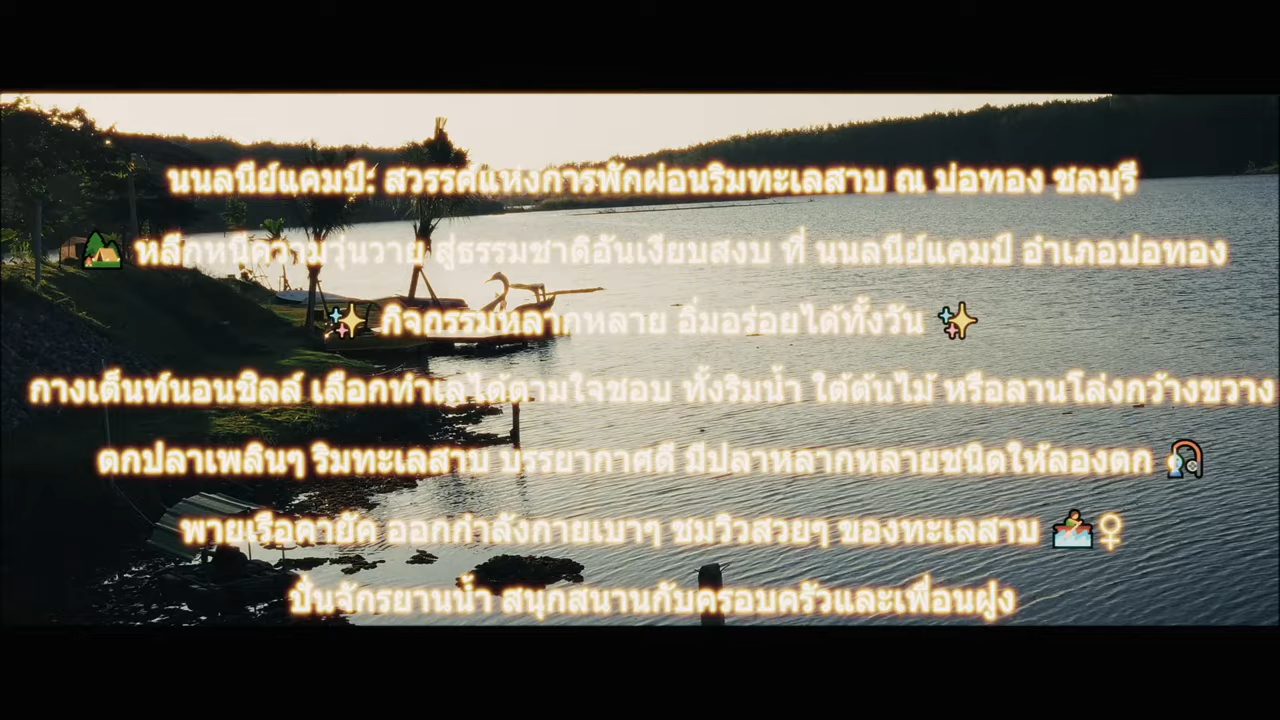 นนลนีย์แคมป์: สวรรค์แห่งการพักผ่อนริมทะเลสาบ ณ บ่อทอง ชลบุรี
🏕️ หลีกหนีความวุ่นวาย สู่ธรรมชาติอันเงียบสงบ ที่ นนลนีย์แคมป์ อำเภอบ่อทอง
✨ กิจกรรมหลากหลาย อิ่มอร่อยได้ทั้งวัน ✨
กางเต็นท์นอนชิลล์ เลือกทำเลได้ตามใจชอบ ทั้งริมน้ำ ใต้ต้นไม้ หรือลานโล่งกว้างขวาง
ตกปลาเพลินๆ ริมทะเลสาบ บรรยากาศดี มีปลาหลากหลายชนิดให้ลองตก 🎣
พายเรือคายัค ออกกำลังกายเบาๆ ชมวิวสวยๆ ของทะเลสาบ 🚣♀
ปั่นจักรยานน้ำ สนุกสนานกับครอบครัวและเพื่อนฝูง